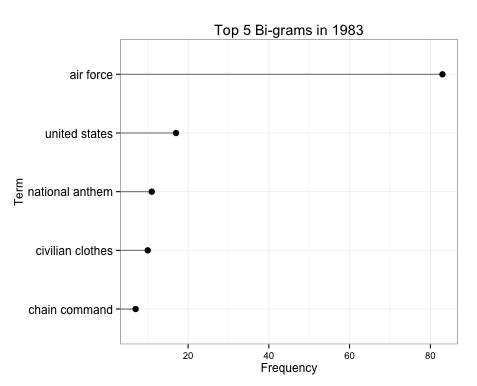 Top 5 Bi-grams in 1983
Term
air force
united states
national anthem
civilian clothes
chain command
20 40 60 80
Frequency